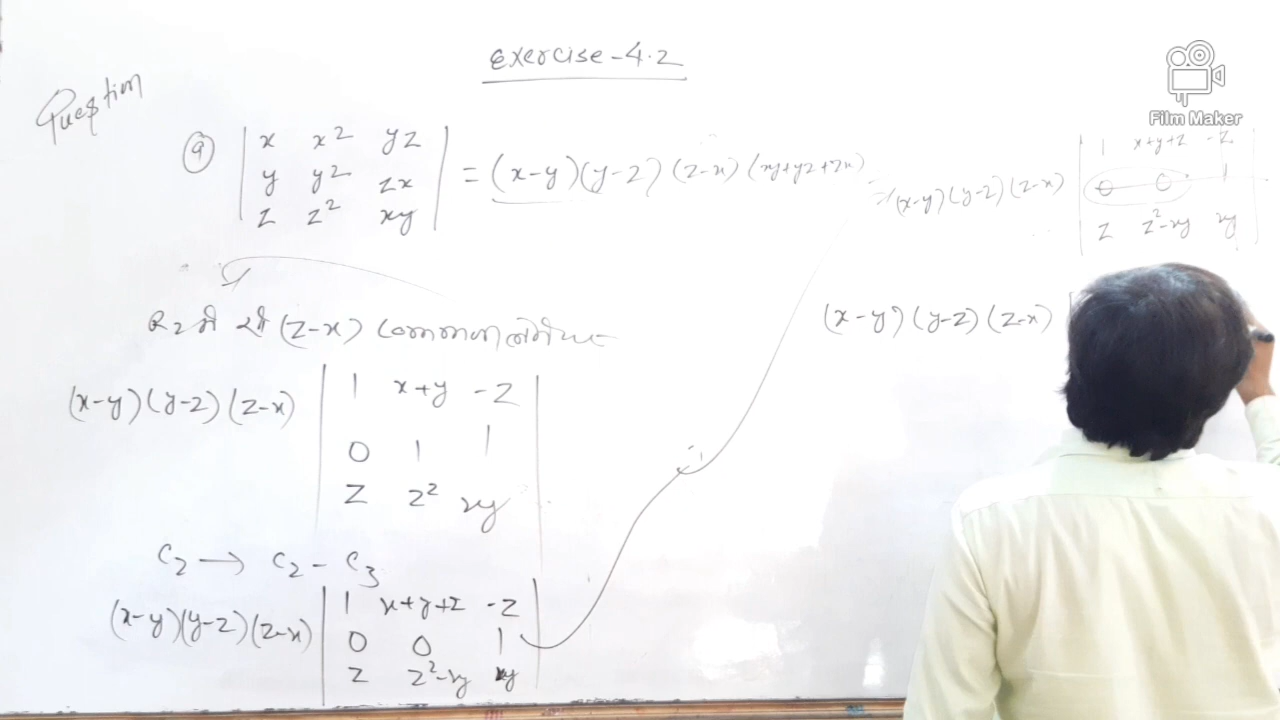 Exercise-4.2
Question
Film Maker
9 | x x² yz |
| y y² zx | = (x-y)(y-z)(z-x)(xy+yz+zx)
| z z² xy |
R₂ में से (z-x) common
(x-y)(y-z)(z-x) | 1 x+y -z |
| 0 1 1 |
| z z² xy |
C₂ → C₂ - C₃
(x-y)(y-z)(z-x) | 1 x+y+z -z |
| 0 0 1 |
| z z²-xy xy |
| 1 x+y+z -z |
= (x-y)(y-z)(z-x) | 0 0 1 |
| z z²-xy xy |
(x-y)(y-z)(z-x) |